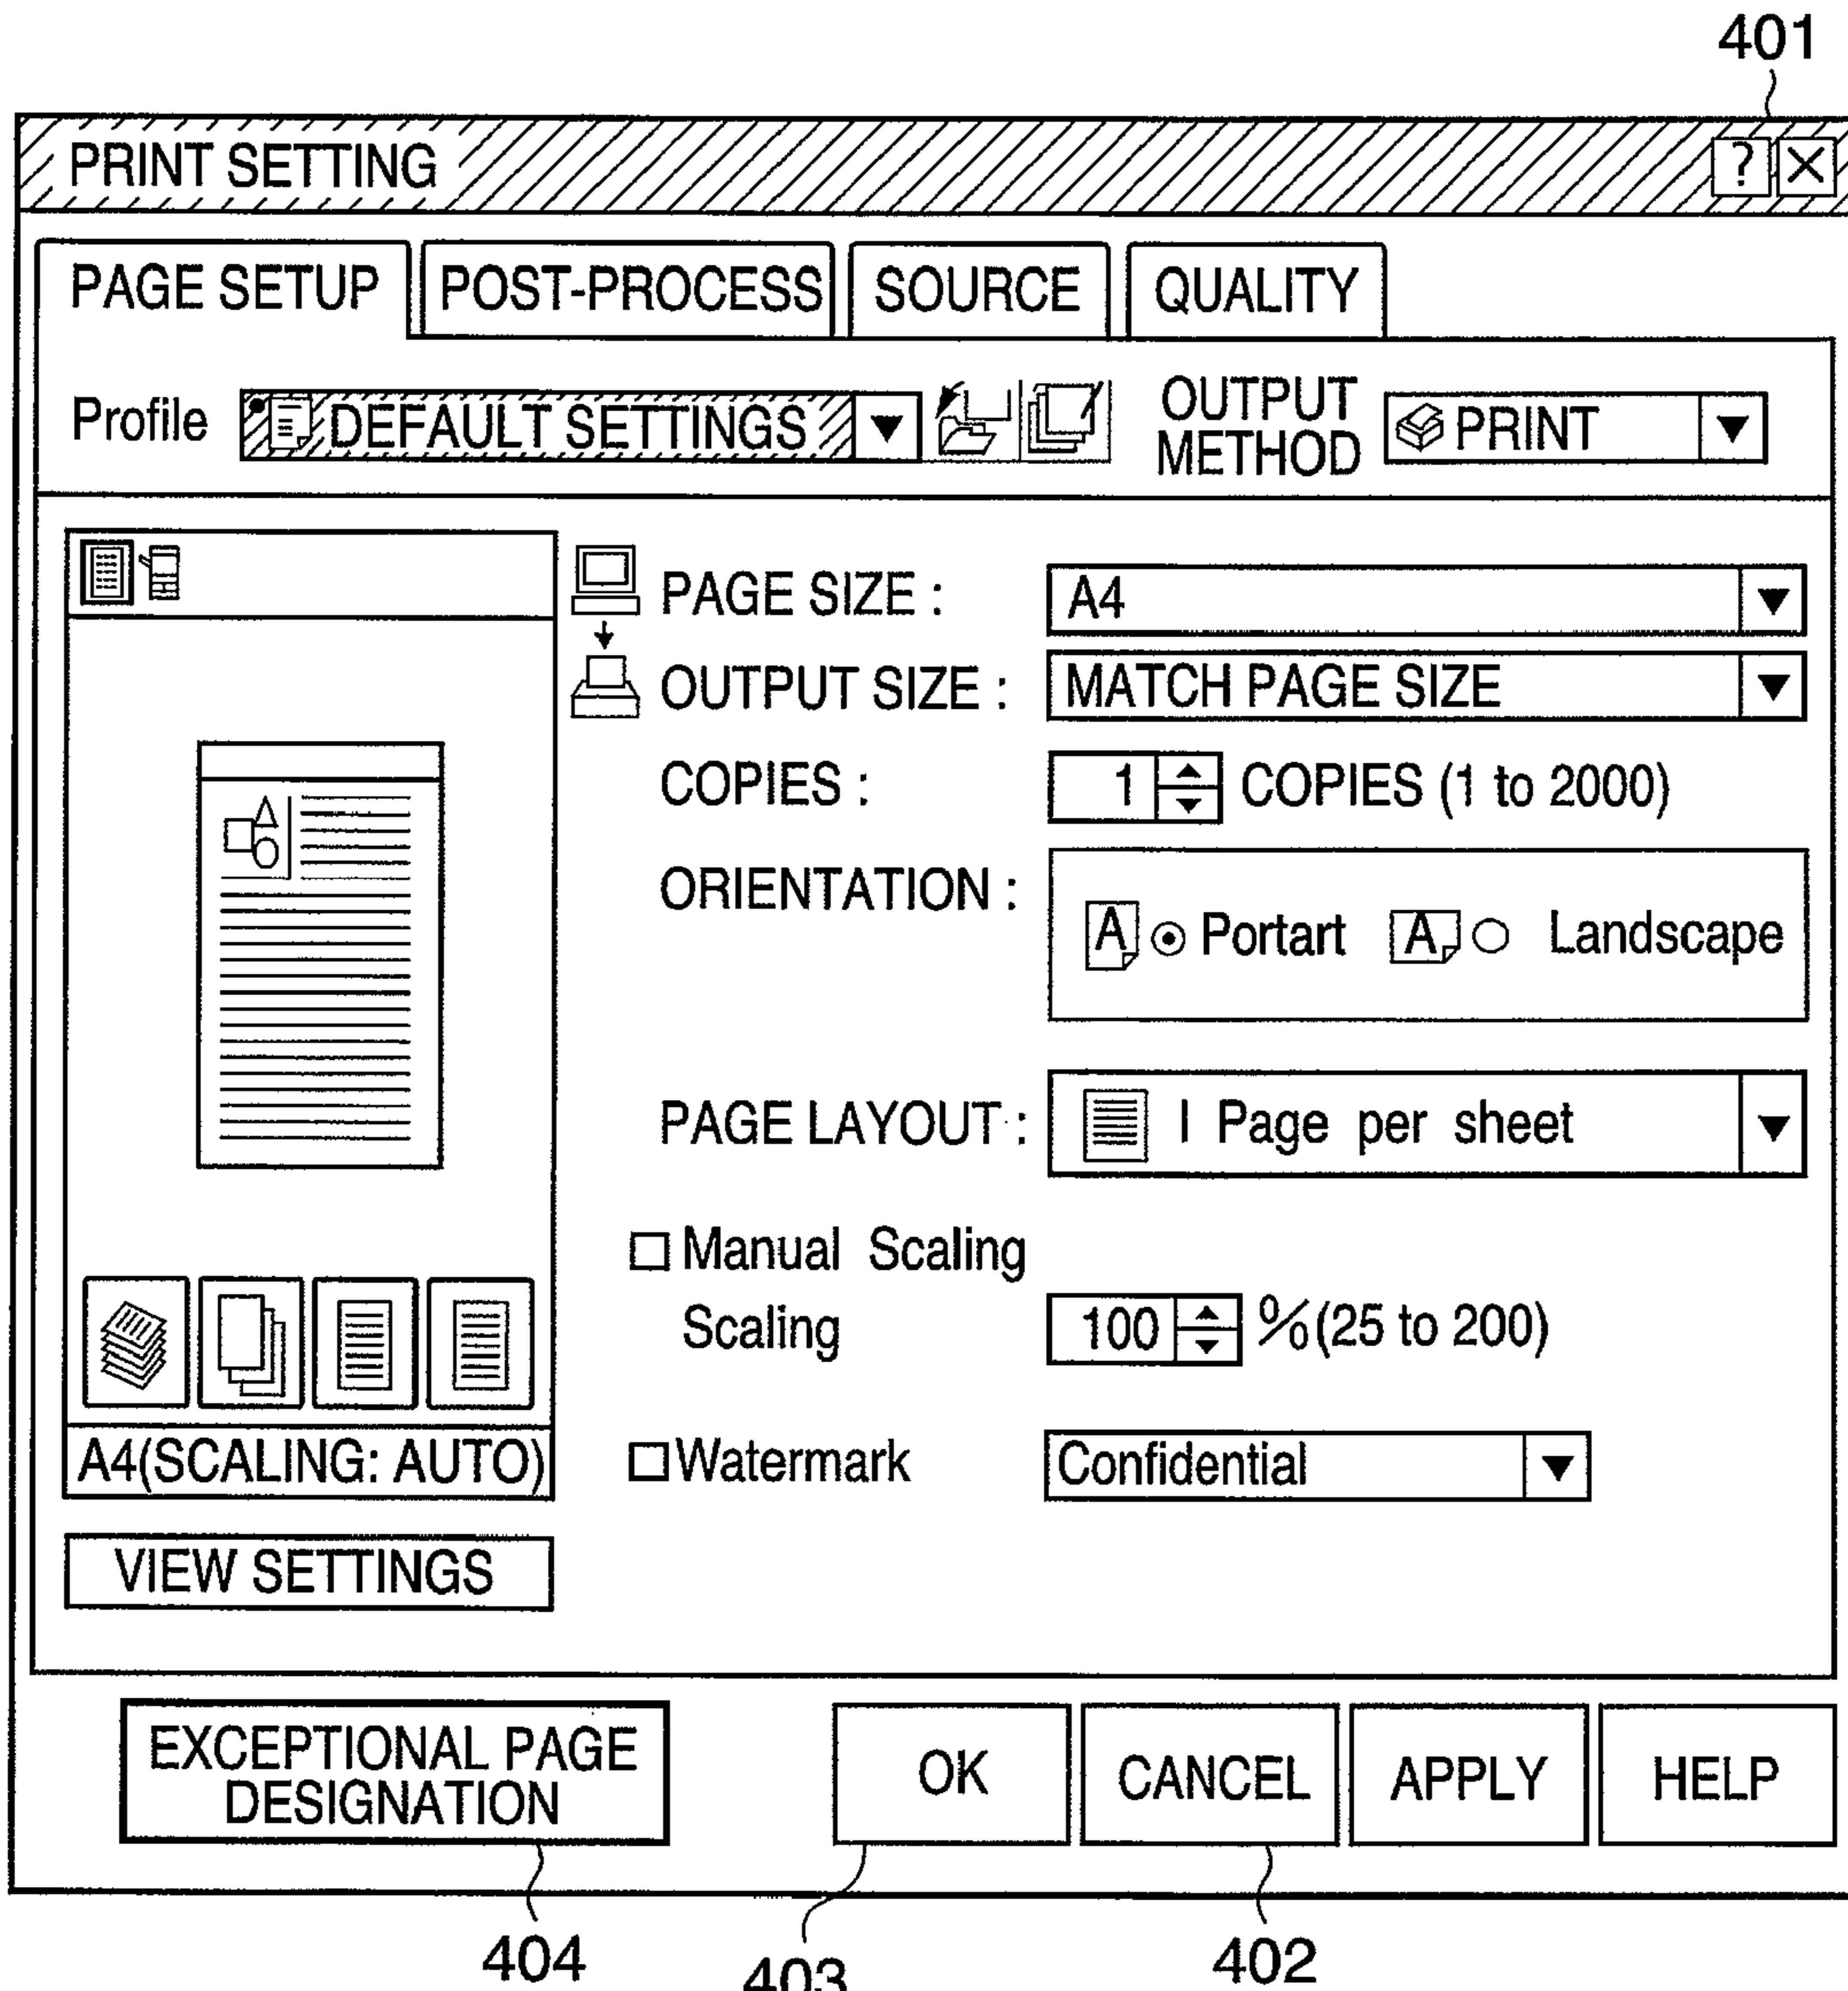 401
PRINT SETTING ? X
PAGE SETUP POST-PROCESS SOURCE QUALITY
Profile DEFAULT SETTINGS OUTPUT METHOD PRINT
PAGE SIZE : A4
OUTPUT SIZE : MATCH PAGE SIZE
COPIES : 1 COPIES (1 to 2000)
ORIENTATION : A Portart A Landscape
PAGE LAYOUT : I Page per sheet
Manual Scaling
Scaling 100 %(25 to 200)
A4(SCALING: AUTO) Watermark Confidential
VIEW SETTINGS
EXCEPTIONAL PAGE
DESIGNATION
OK CANCEL APPLY HELP
404 403 402